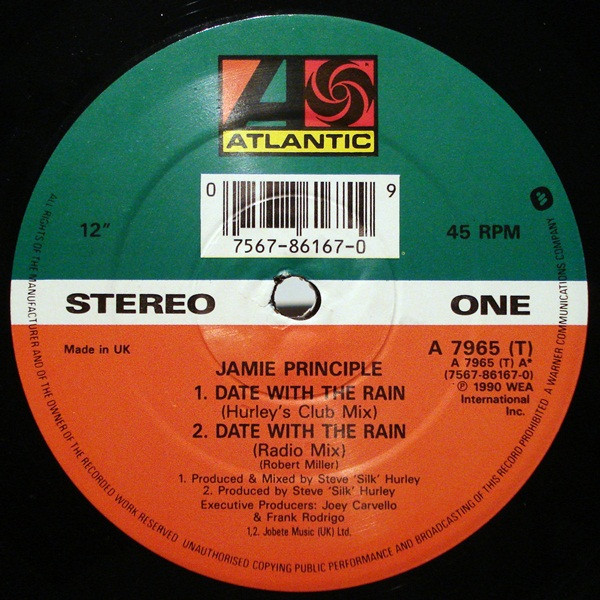 ATLANTIC
0 9
7567-86167-0
12" 45 RPM
STEREO ONE
Made in UK
A 7965 (T)
A 7965 (T) A*
(7567-86167-0)
℗ 1990 WEA
International
Inc.
JAMIE PRINCIPLE
1. DATE WITH THE RAIN
(Hurley's Club Mix)
2. DATE WITH THE RAIN
(Radio Mix)
(Robert Miller)
1. Produced & Mixed by Steve 'Silk' Hurley
2. Produced by Steve 'Silk' Hurley
Executive Producers: Joey Carvello
& Frank Rodrigo
1,2. Jobete Music (UK) Ltd.
ALL RIGHTS OF THE MANUFACTURER AND OF THE OWNER OF THE RECORDED WORK RESERVED UNAUTHORISED COPYING PUBLIC PERFORMANCE AND BROADCASTING OF THIS RECORD PROHIBITED A WARNER COMMUNICATIONS COMPANY